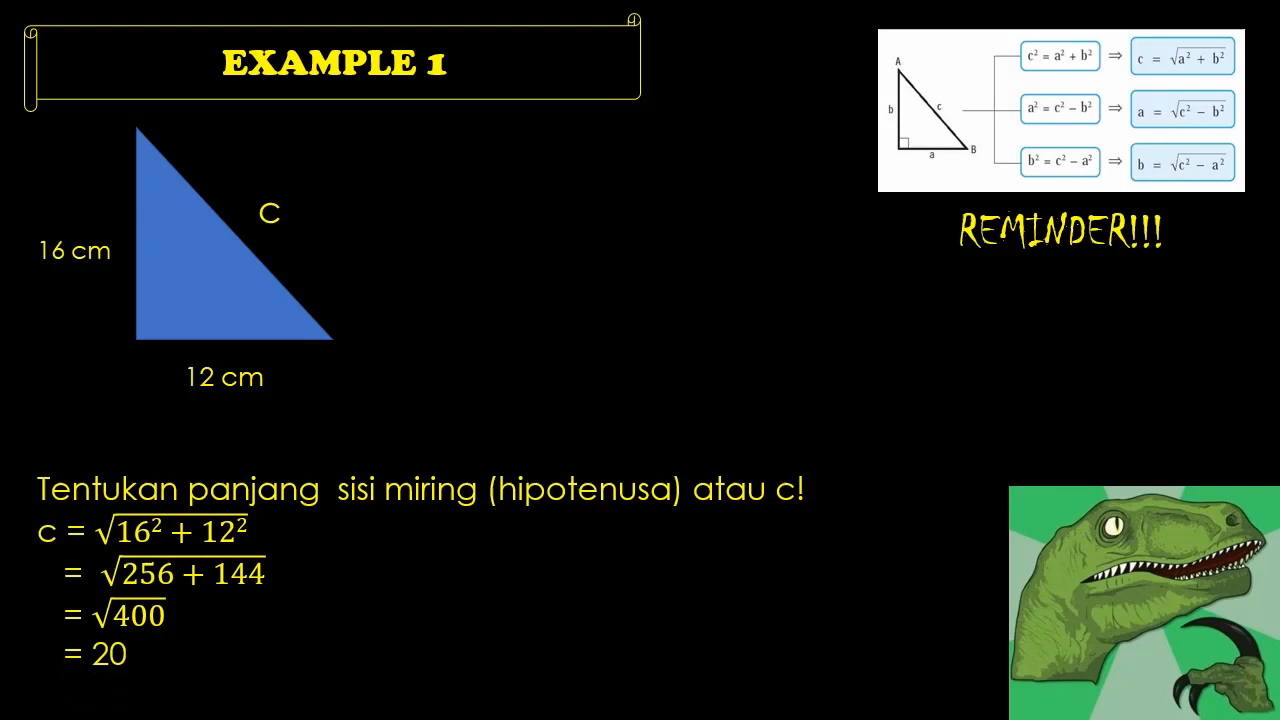 EXAMPLE 1
C
16 cm
12 cm
A
b
c
a
B
c² = a² + b² ⇒ c = √a² + b²
a² = c² – b² ⇒ a = √c² – b²
b² = c² – a² ⇒ b = √c² – a²
REMINDER!!!
Tentukan panjang sisi miring (hipotenusa) atau c!
c = √16² + 12²
= √256 + 144
= √400
= 20